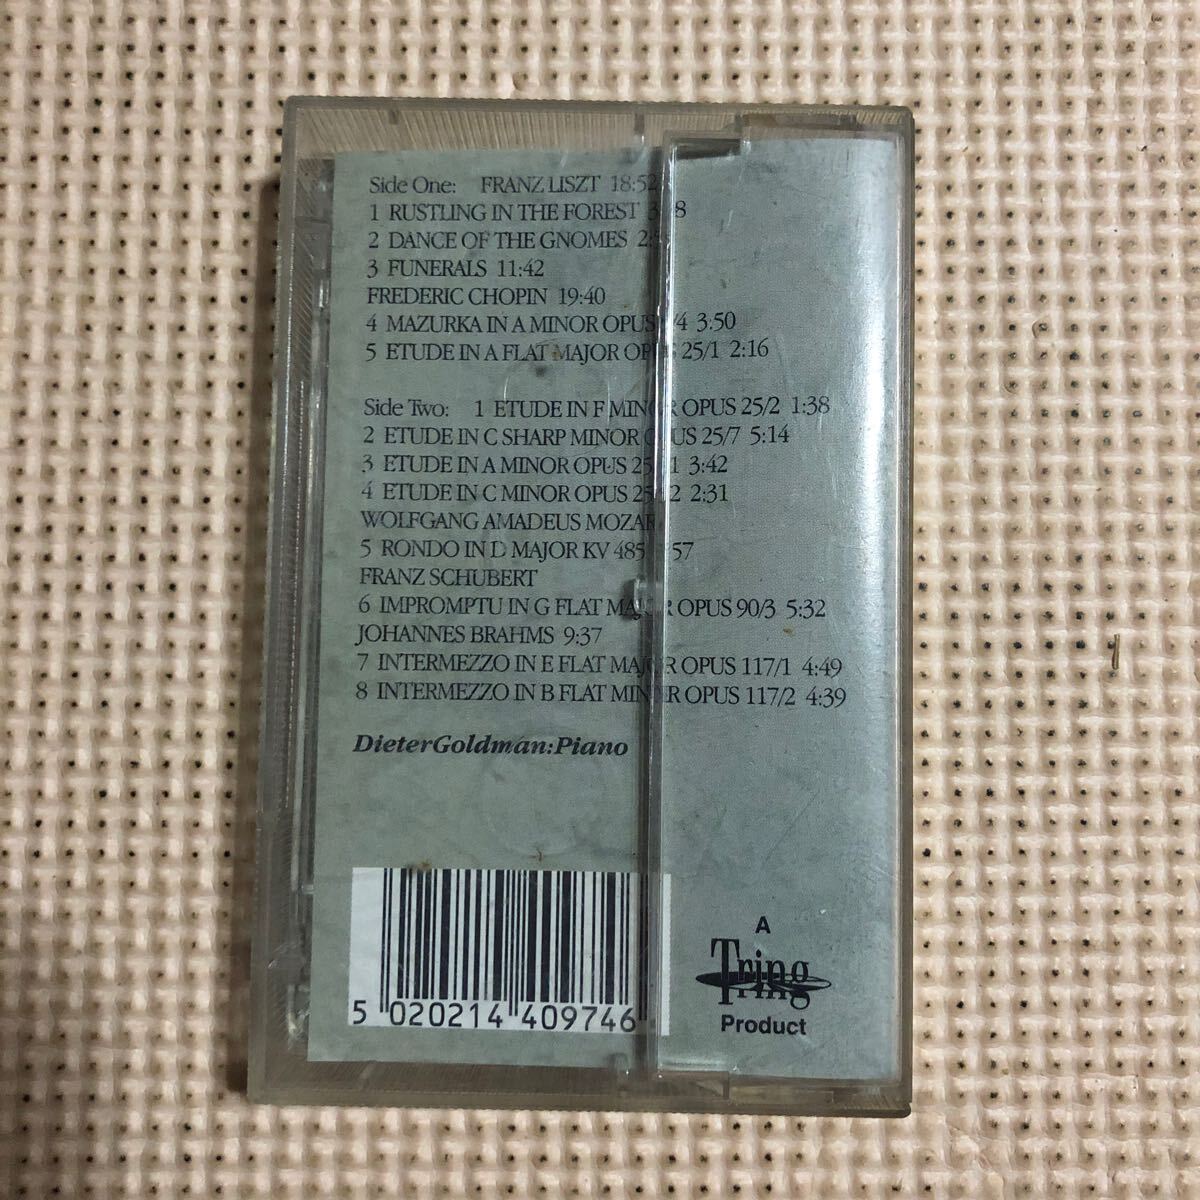 Side One: FRANZ LISZT 18:52
1 RUSTLING IN THE FOREST
2 DANCE OF THE GNOMES
3 FUNERALS 11:42
FREDERIC CHOPIN 19:40
4 MAZURKA IN A MINOR OPUS 3:50
5 ETUDE IN A FLAT MAJOR OPUS 25/1 2:16
Side Two: 1 ETUDE IN F MINOR OPUS 25/2 1:38
2 ETUDE IN C SHARP MINOR OPUS 25/7 5:14
3 ETUDE IN A MINOR OPUS 3:42
4 ETUDE IN C MINOR OPUS 2:31
WOLFGANG AMADEUS MOZART
5 RONDO IN D MAJOR KV 485
FRANZ SCHUBERT
6 IMPROMPTU IN G FLAT MAJOR OPUS 90/3 5:32
JOHANNES BRAHMS 9:37
7 INTERMEZZO IN E FLAT MAJOR OPUS 117/1 4:49
8 INTERMEZZO IN B FLAT MINOR OPUS 117/2 4:39
DieterGoldman:Piano
5 020214 409746
A
Tring
Product